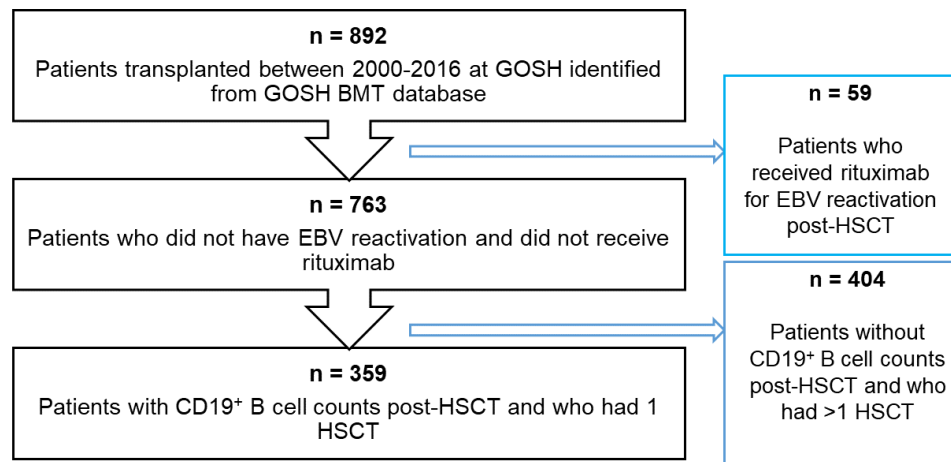 n = 892
Patients transplanted between 2000-2016 at GOSH identified
from GOSH BMT database
n = 59
Patients who
received rituximab
for EBV reactivation
post-HSCT
n = 763
Patients who did not have EBV reactivation and did not receive
rituximab
n = 404
Patients without
CD19⁺ B cell counts
post-HSCT and who
had >1 HSCT
n = 359
Patients with CD19⁺ B cell counts post-HSCT and who had 1
HSCT